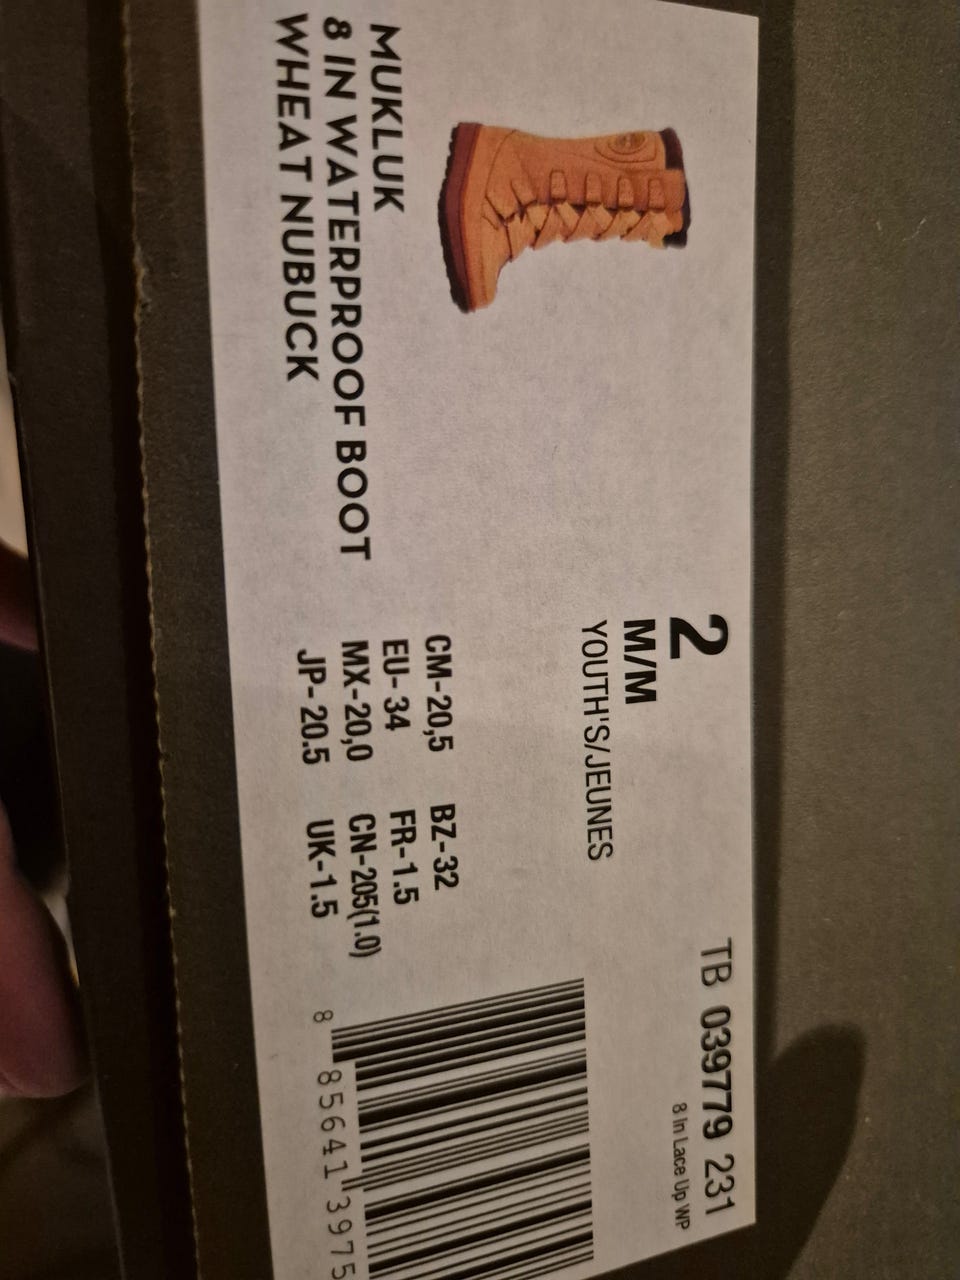 2
M/M
YOUTH'S/JEUNES
TB 039779 231
8 In Lace Up WP
MUKLUK
8 IN WATERPROOF BOOT
WHEAT NUBUCK
CM-20,5 BZ-32
EU-34 FR-1.5
MX-20,0 CN-205(1.0)
JP-20.5 UK-1.5
8 85641 3975